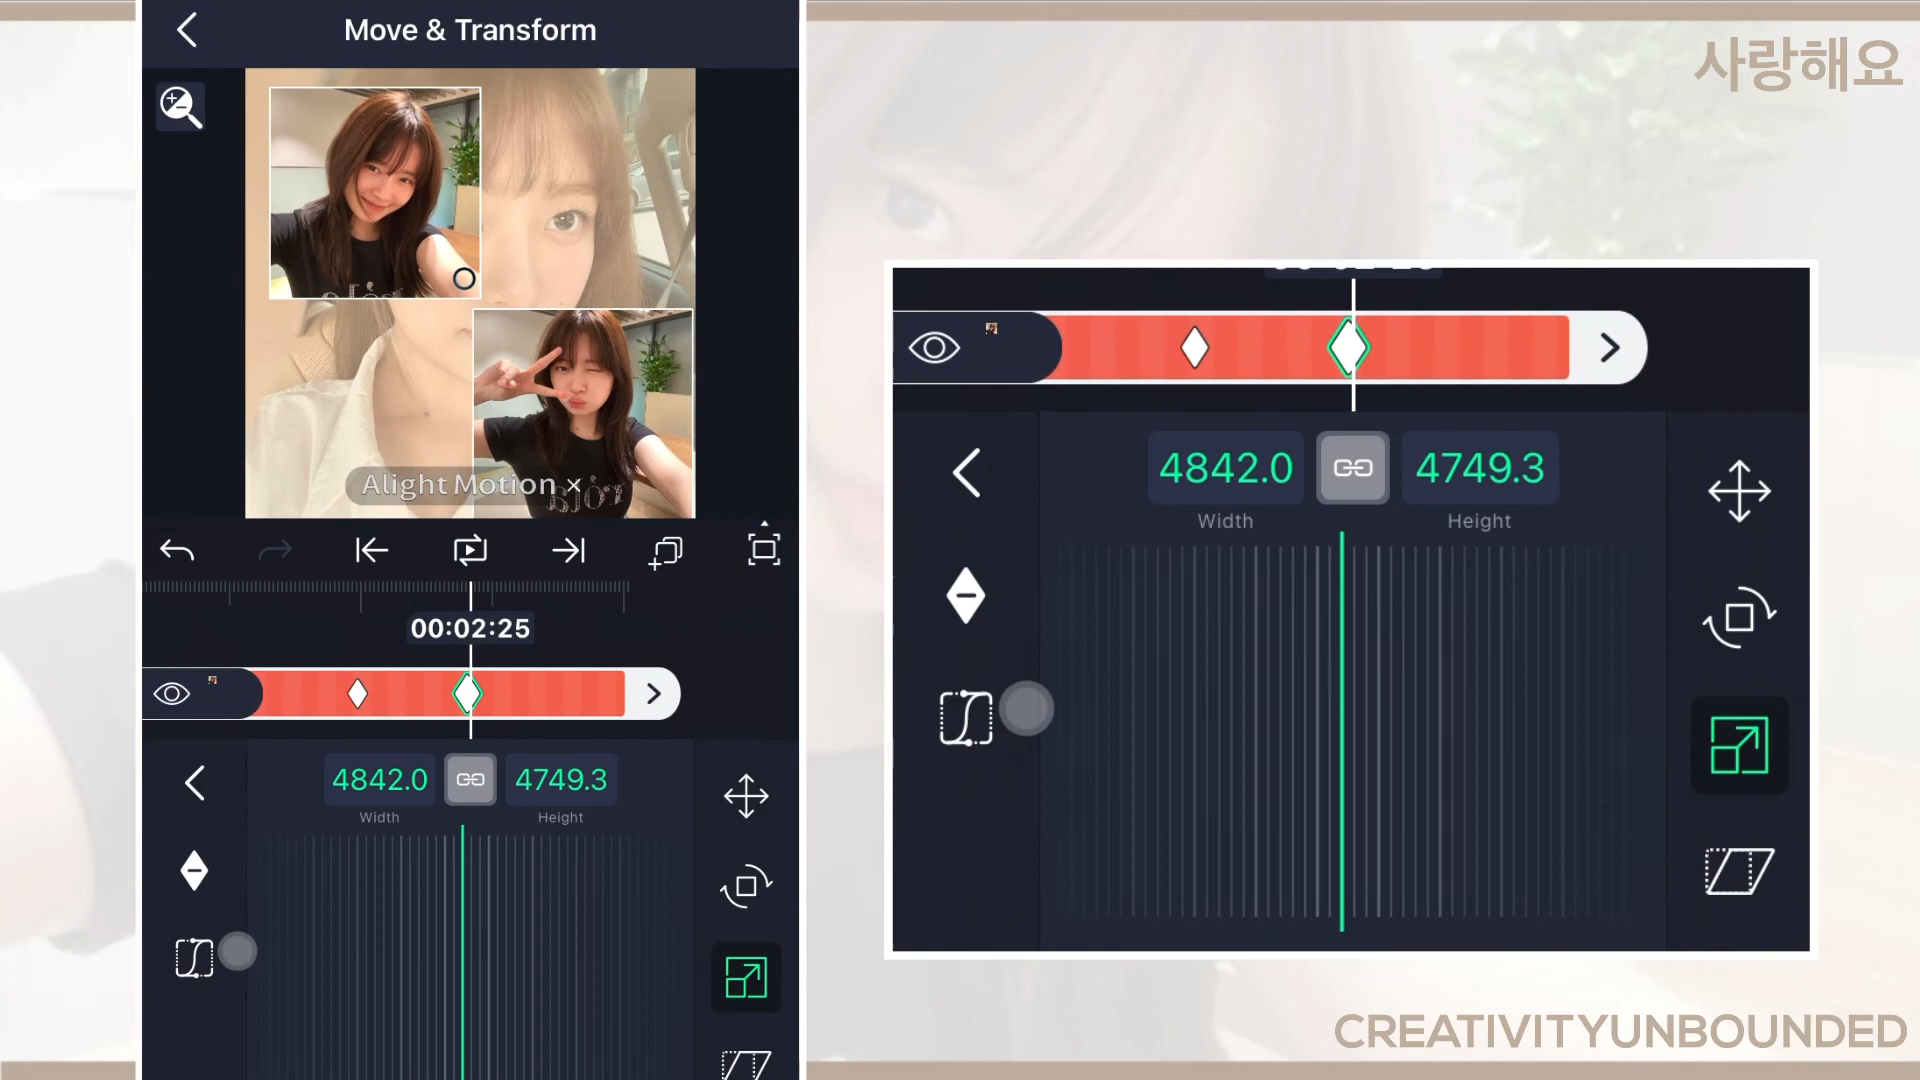 Move & Transform
사랑해요
Alight Motion ×
00:02:25
4842.0
4749.3
Width
Height
4842.0
4749.3
Width
Height
CREATIVITYUNBOUNDED